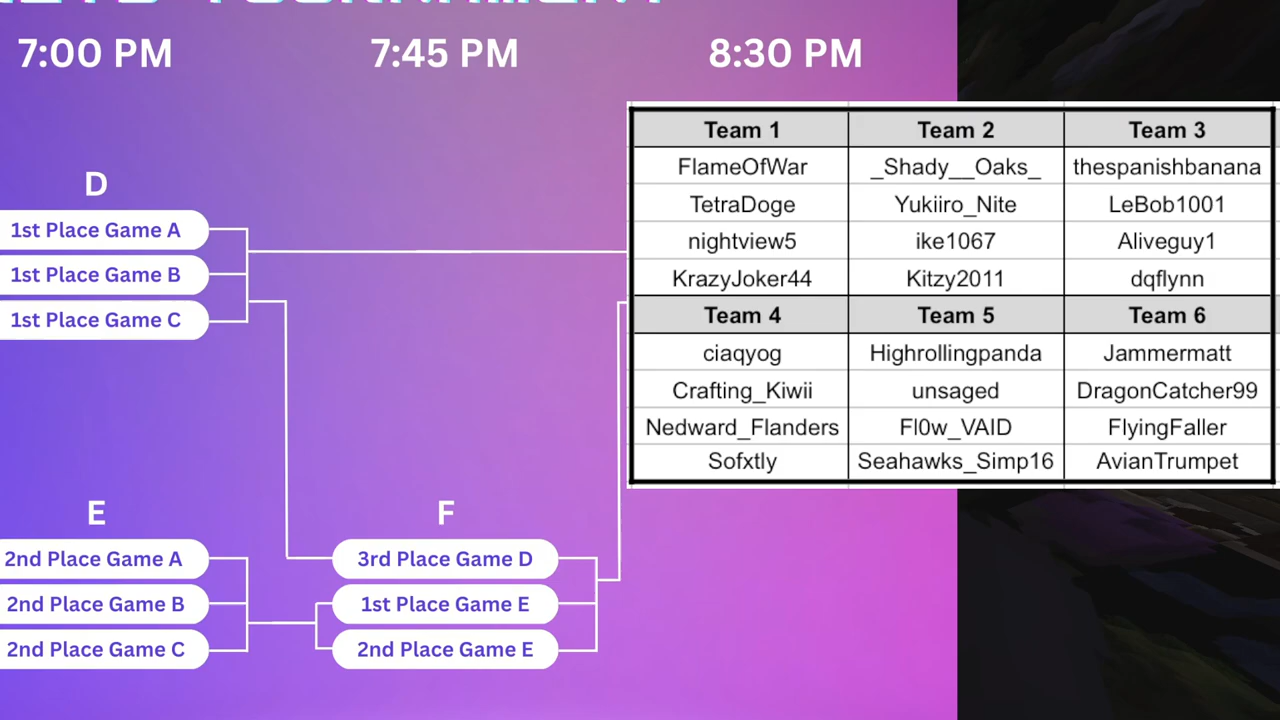 7:00 PM 7:45 PM 8:30 PM
D
1st Place Game A
1st Place Game B
1st Place Game C
E
2nd Place Game A
2nd Place Game B
2nd Place Game C
F
3rd Place Game D
1st Place Game E
2nd Place Game E
Team 1 Team 2 Team 3
FlameOfWar _Shady__Oaks_ thespanishbanana
TetraDoge Yukiiro_Nite LeBob1001
nightview5 ike1067 Aliveguy1
KrazyJoker44 Kitzy2011 dqflynn
Team 4 Team 5 Team 6
ciaqyog Highrollingpanda Jammermatt
Crafting_Kiwii unsaged DragonCatcher99
Nedward_Flanders Fl0w_VAID FlyingFaller
Sofxtly Seahawks_Simp16 AvianTrumpet